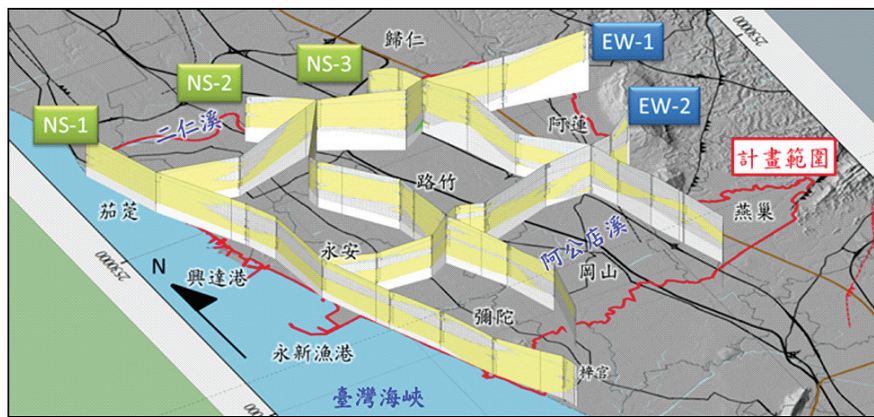 歸仁
NS-3
EW-1
NS-2
EW-2
NS-1
二仁溪
阿蓮
計畫範圍
路竹
燕巢
茄萣
永安
阿公店溪
岡山
N
興達港
彌陀
永新漁港
梓官
臺灣海峽
2530000
2530000